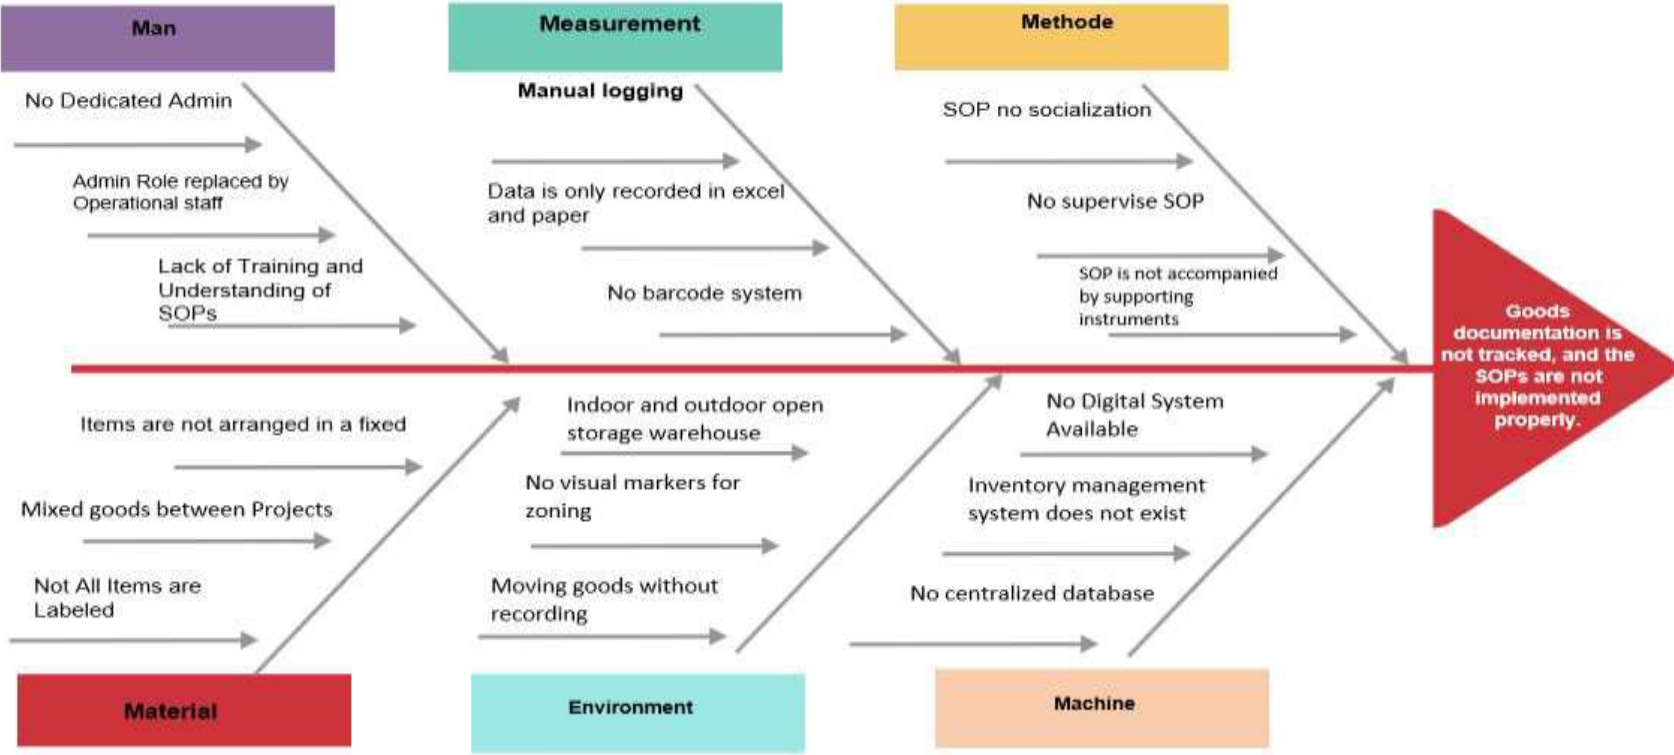 Man
No Dedicated Admin
Admin Role replaced by
Operational staff
Lack of Training and
Understanding of
SOPs
Measurement
Manual logging
Data is only recorded in excel
and paper
No barcode system
Methode
SOP no socialization
No supervise SOP
SOP is not accompanied
by supporting
instruments
Goods
documentation is
not tracked, and the
SOPs are not
implemented
properly.
Items are not arranged in a fixed
Mixed goods between Projects
Not All Items are
Labeled
Material
Indoor and outdoor open
storage warehouse
No visual markers for
zoning
Moving goods without
recording
Environment
No Digital System
Available
Inventory management
system does not exist
No centralized database
Machine